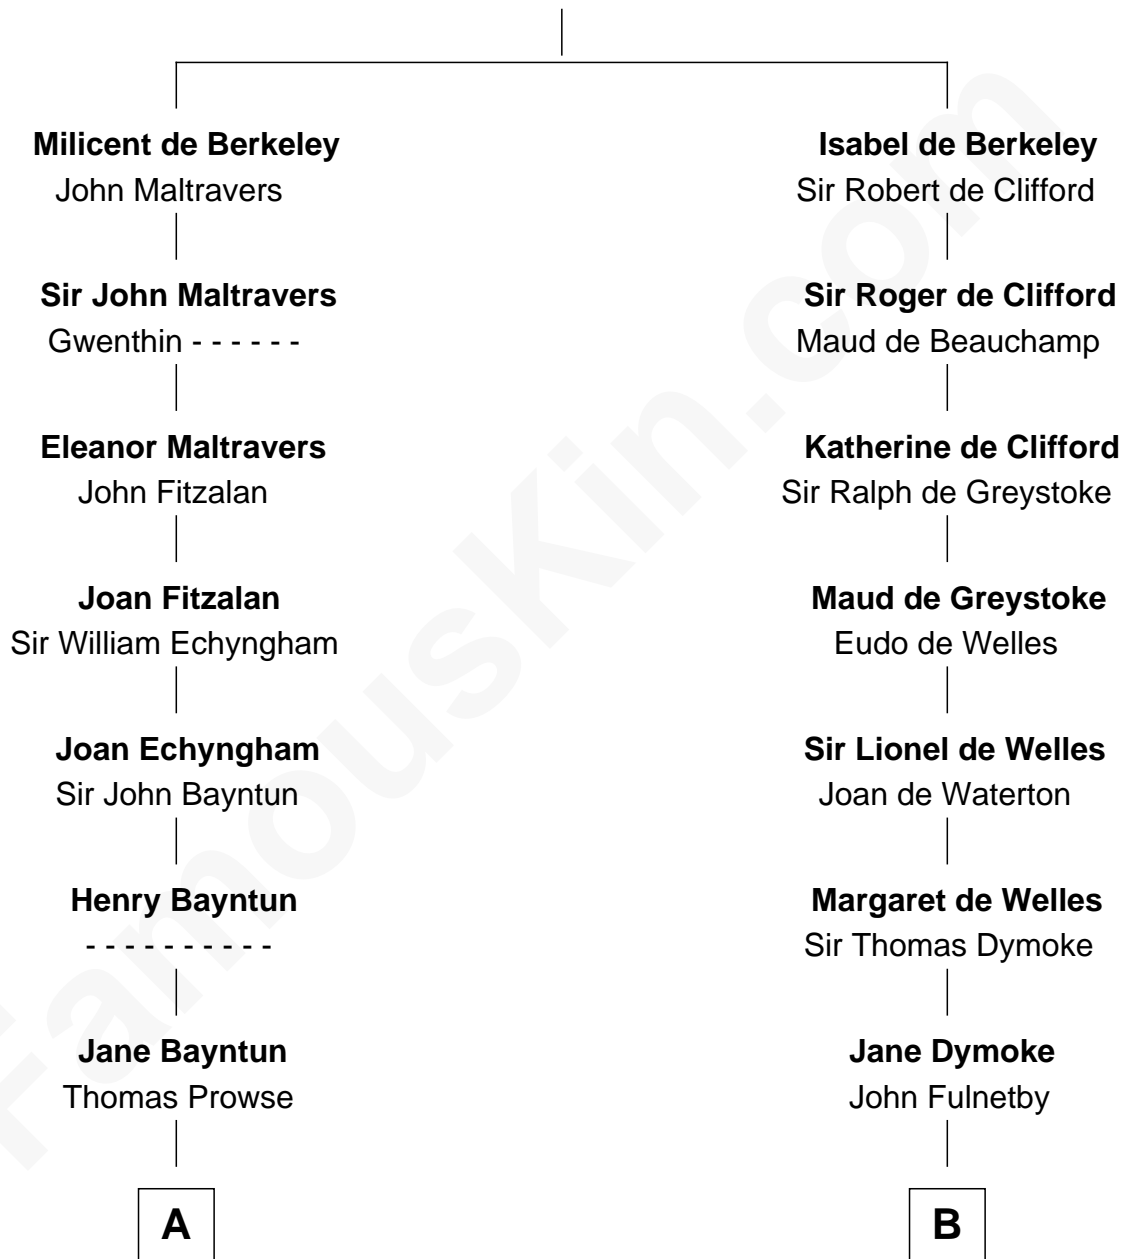 Milicent de Berkeley
John Maltravers
Sir John Maltravers
Gwenthin - - - - - -
Eleanor Maltravers
John Fitzalan
Joan Fitzalan
Sir William Echyngham
Joan Echyngham
Sir John Bayntun
Henry Bayntun
- - - - - - - - - -
Jane Bayntun
Thomas Prowse
A
Isabel de Berkeley
Sir Robert de Clifford
Sir Roger de Clifford
Maud de Beauchamp
Katherine de Clifford
Sir Ralph de Greystoke
Maud de Greystoke
Eudo de Welles
Sir Lionel de Welles
Joan de Waterton
Margaret de Welles
Sir Thomas Dymoke
Jane Dymoke
John Fulnetby
B
FamousKin.com